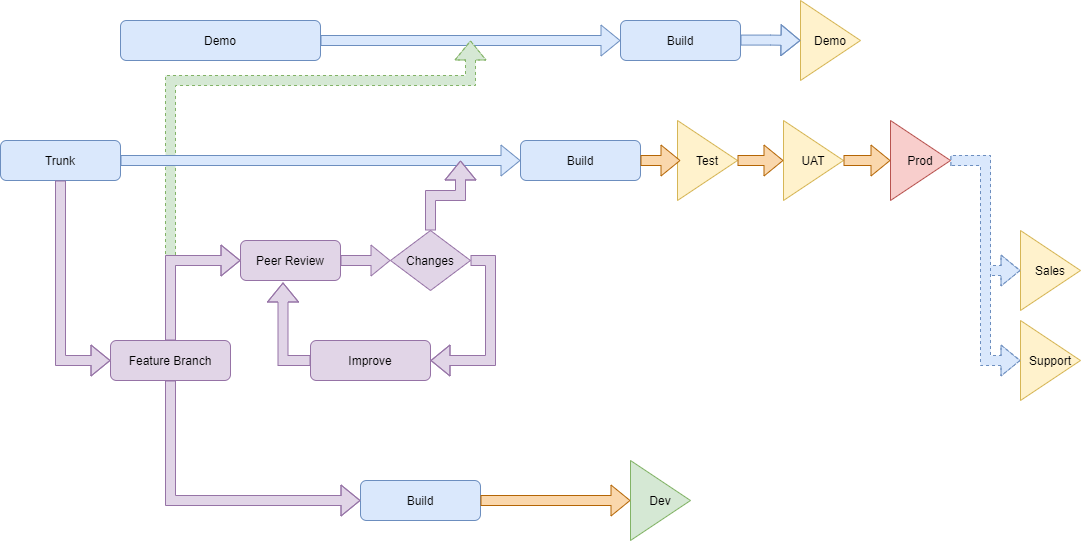 Demo
Build
Demo
Trunk
Build
Test
UAT
Prod
Peer Review
Changes
Sales
Feature Branch
Improve
Support
Build
Dev